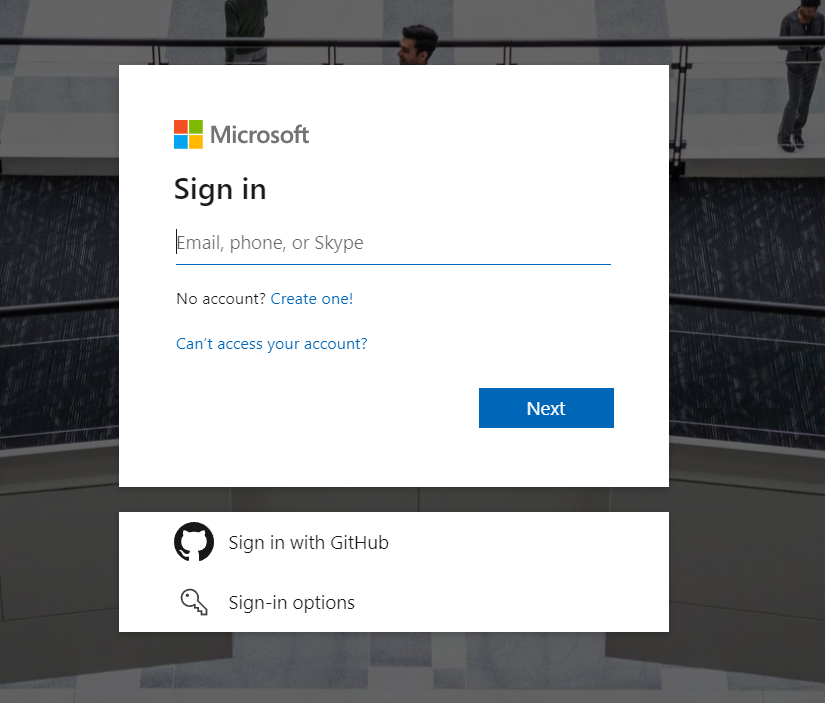 Microsoft
Sign in
Email, phone, or Skype
No account? Create one!
Can't access your account?
Next
Sign in with GitHub
Sign-in options